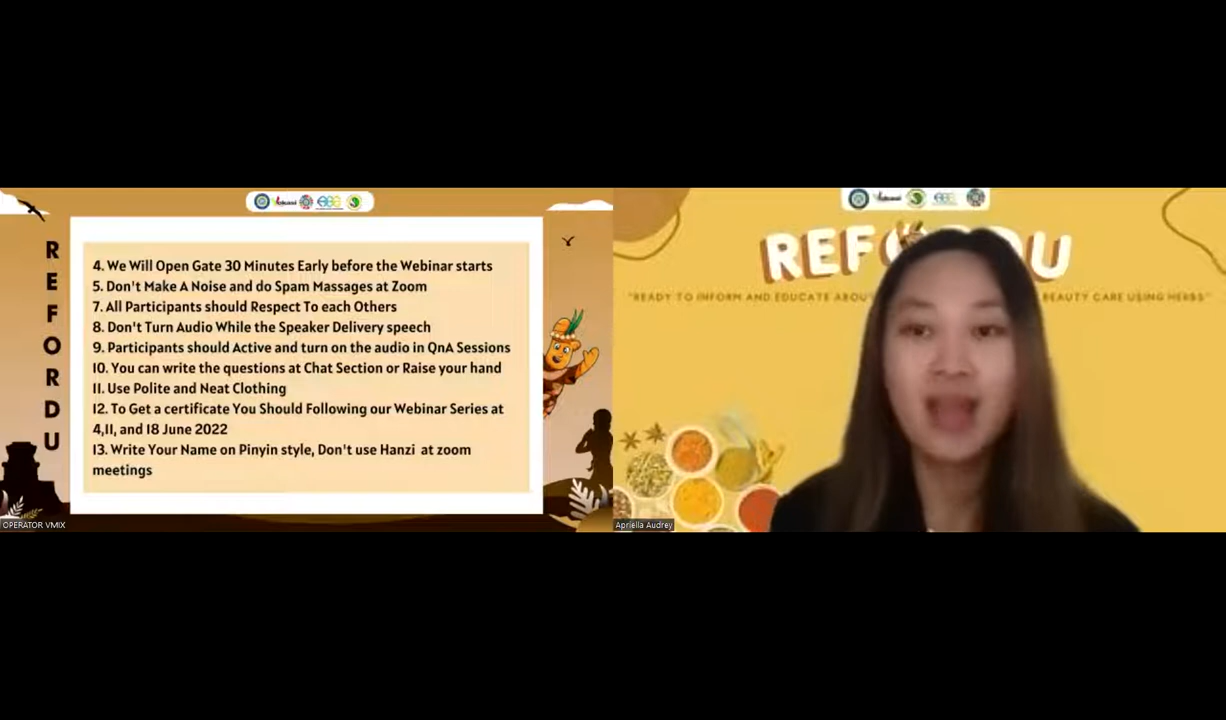 REFORDU
4. We Will Open Gate 30 Minutes Early before the Webinar starts
5. Don't Make A Noise and do Spam Massages at Zoom
7. All Participants should Respect To each Others
8. Don't Turn Audio While the Speaker Delivery speech
9. Participants should Active and turn on the audio in QnA Sessions
10. You can write the questions at Chat Section or Raise your hand
11. Use Polite and Neat Clothing
12. To Get a certificate You Should Following our Webinar Series at
4,11, and 18 June 2022
13. Write Your Name on Pinyin style, Don't use Hanzi at zoom
meetings
OPERATOR VMIX
REF DU
"READY TO INFORM AND EDUCATE ABOU BEAUTY CARE USING HERBS"
Apriella Audrey